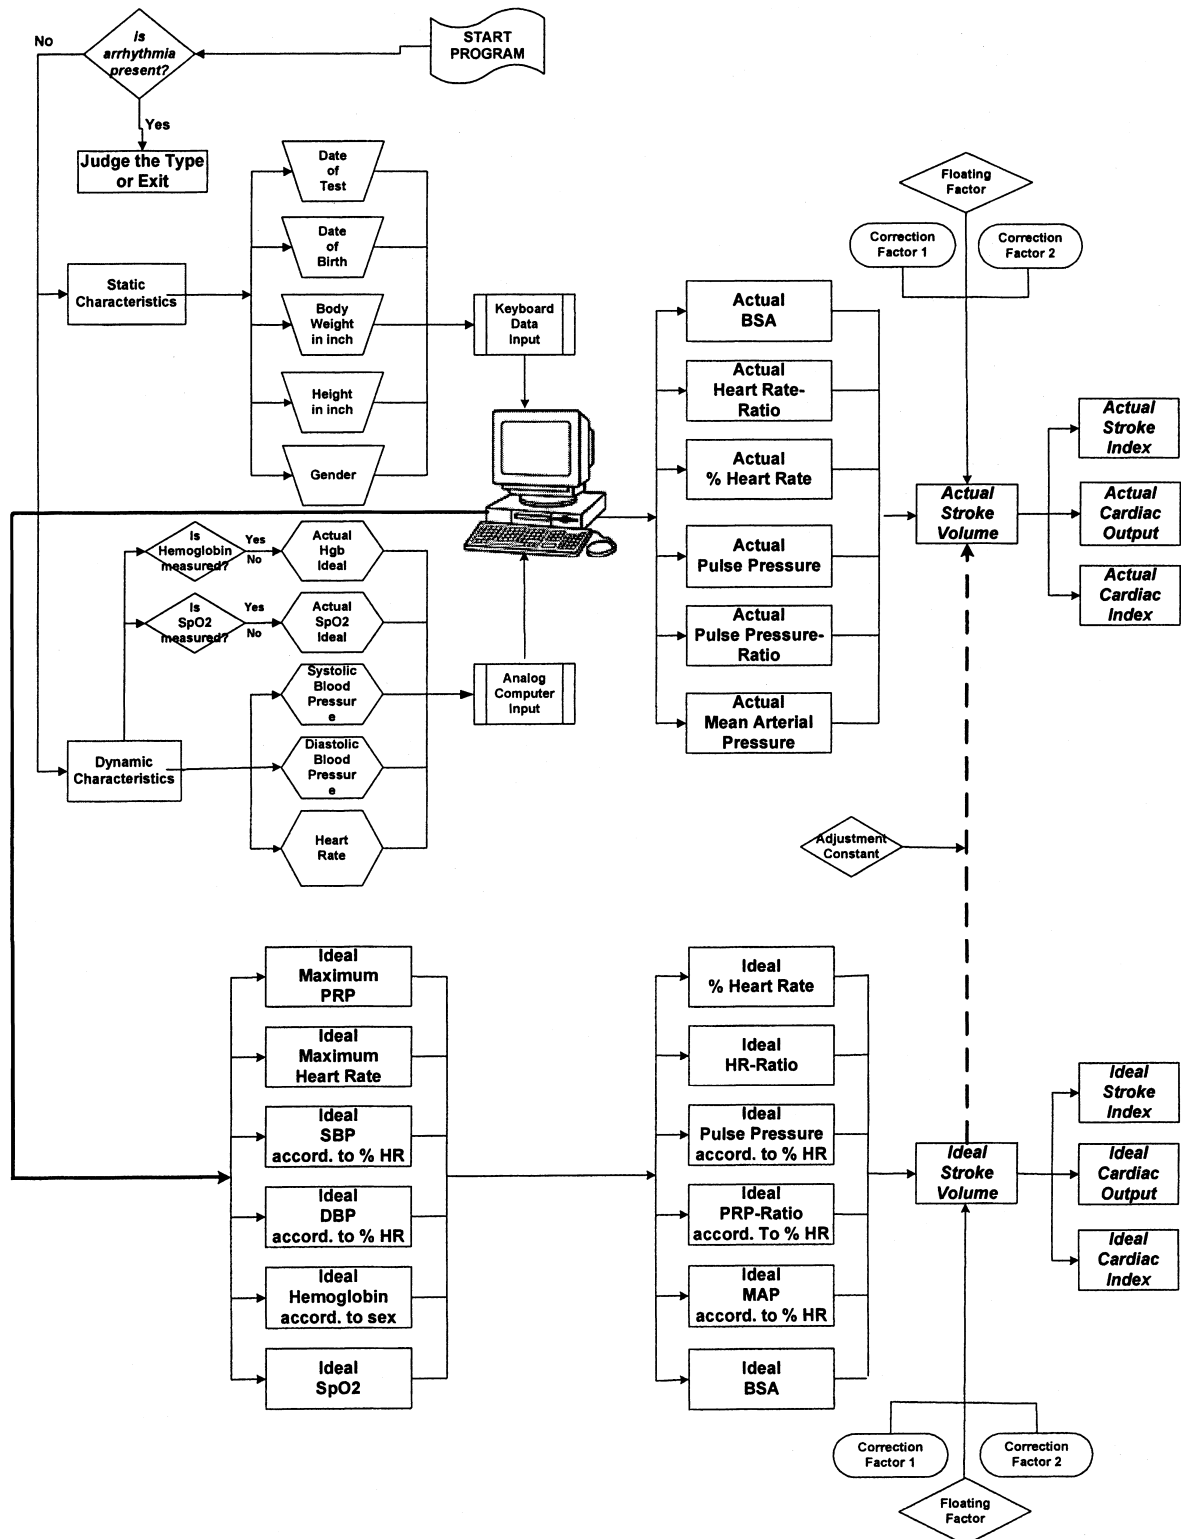 START
PROGRAM
No
Is
arrhythmia
present?
Yes
Judge the Type
or Exit
Static
Characteristics
Date
of
Test
Date
of
Birth
Body
Weight
in inch
Height
in inch
Gender
Keyboard
Data
Input
Is
Hemoglobin
measured?
Yes
No
Actual
Hgb
Ideal
Is
SpO2
measured?
Yes
No
Actual
SpO2
Ideal
Systolic
Blood
Pressur
e
Diastolic
Blood
Pressur
e
Heart
Rate
Dynamic
Characteristics
Analog
Computer
Input
Actual
BSA
Actual
Heart Rate-
Ratio
Actual
% Heart Rate
Actual
Pulse Pressure
Actual
Pulse Pressure-
Ratio
Actual
Mean Arterial
Pressure
Floating
Factor
Correction
Factor 1
Correction
Factor 2
Actual
Stroke
Volume
Actual
Stroke
Index
Actual
Cardiac
Output
Actual
Cardiac
Index
Adjustment
Constant
Ideal
Maximum
PRP
Ideal
Maximum
Heart Rate
Ideal
SBP
accord. to % HR
Ideal
DBP
accord. to % HR
Ideal
Hemoglobin
accord. to sex
Ideal
SpO2
Ideal
% Heart Rate
Ideal
HR-Ratio
Ideal
Pulse Pressure
accord. to % HR
Ideal
PRP-Ratio
accord. To % HR
Ideal
MAP
accord. to % HR
Ideal
BSA
Ideal
Stroke
Volume
Ideal
Stroke
Index
Ideal
Cardiac
Output
Ideal
Cardiac
Index
Correction
Factor 1
Correction
Factor 2
Floating
Factor